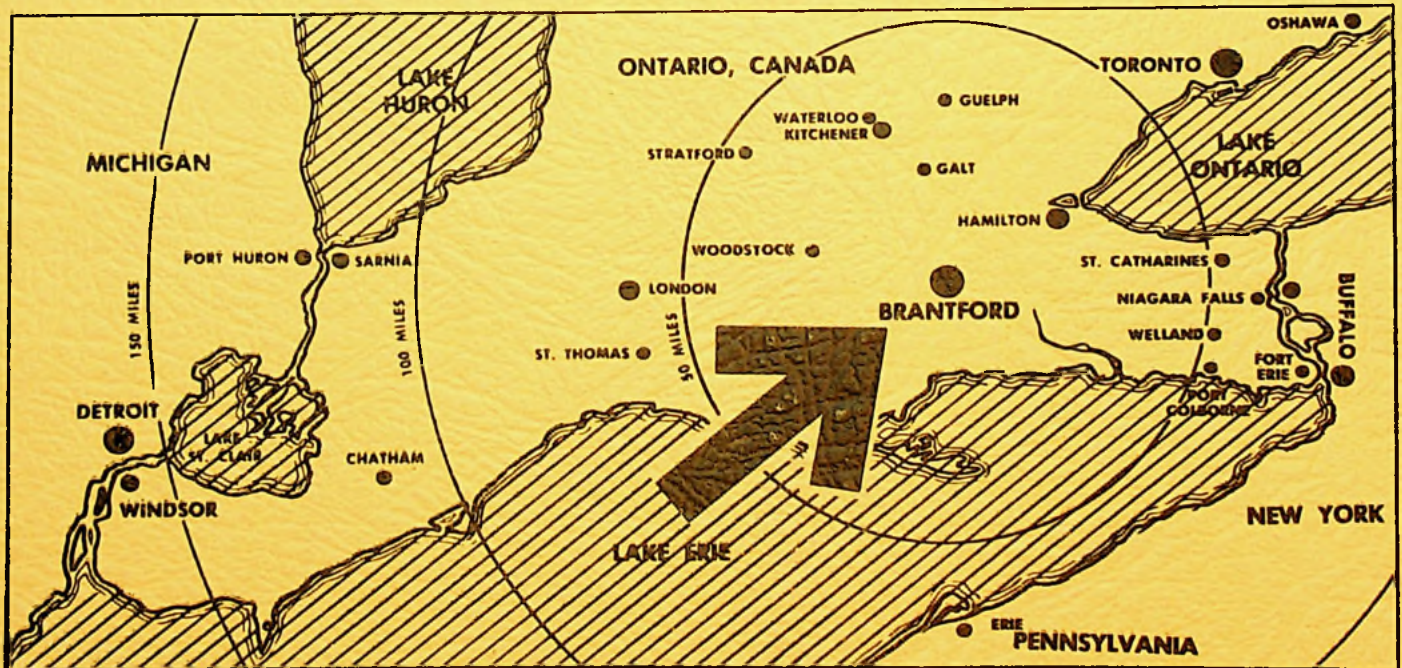 OSHAWA
ONTARIO, CANADA
TORONTO
LAKE
HURON
GUELPH
WATERLOO
KITCHENER
MICHIGAN
STRATFORD
LAKE
ONTARIO
GALT
HAMILTON
PORT HURON
SARNIA
WOODSTOCK
ST. CATHARINES
LONDON
NIAGARA FALLS
BUFFALO
BRANTFORD
150 MILES
100 MILES
50 MILES
WELLAND
ST. THOMAS
FORT
ERIE
PORT
COLBORNE
DETROIT
LAKE
ST. CLAIR
CHATHAM
WINDSOR
NEW YORK
LAKE ERIE
ERIE
PENNSYLVANIA